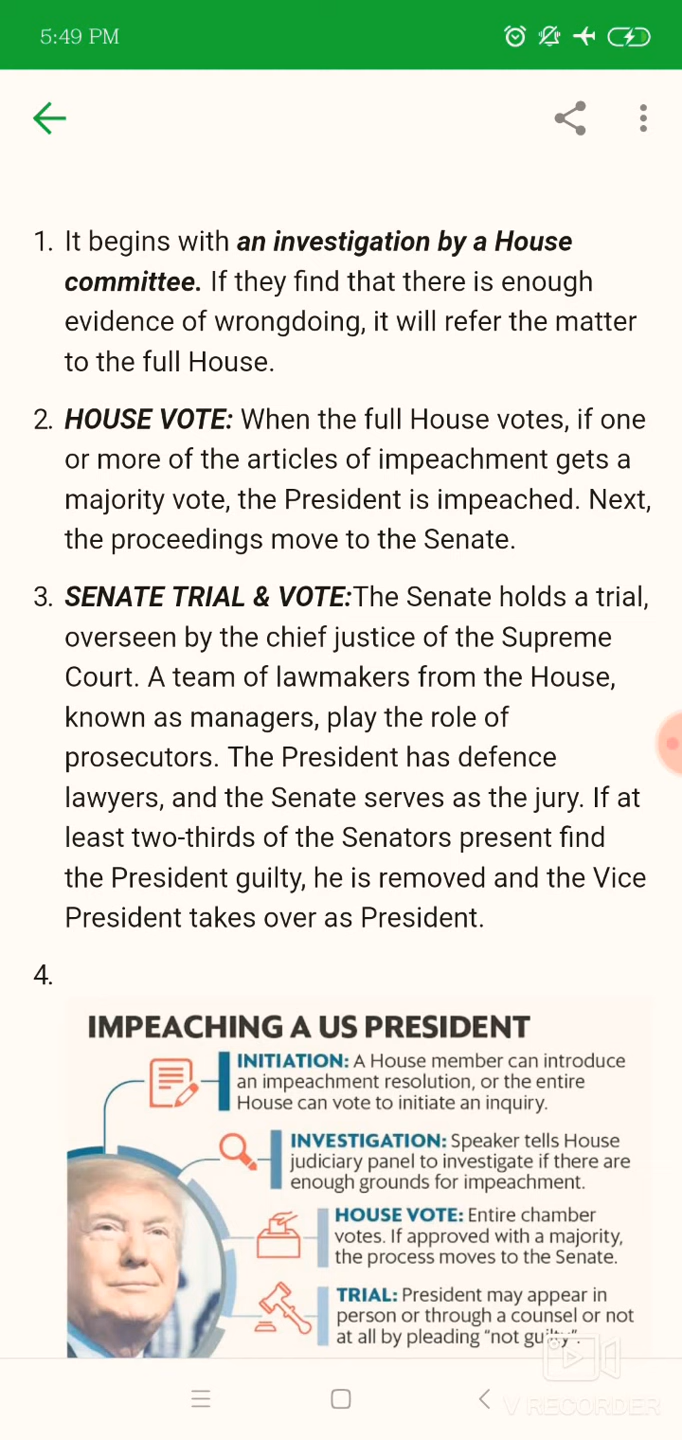 5:49 PM
1. It begins with an investigation by a House
committee. If they find that there is enough
evidence of wrongdoing, it will refer the matter
to the full House.
2. HOUSE VOTE: When the full House votes, if one
or more of the articles of impeachment gets a
majority vote, the President is impeached. Next,
the proceedings move to the Senate.
3. SENATE TRIAL & VOTE:The Senate holds a trial,
overseen by the chief justice of the Supreme
Court. A team of lawmakers from the House,
known as managers, play the role of
prosecutors. The President has defence
lawyers, and the Senate serves as the jury. If at
least two-thirds of the Senators present find
the President guilty, he is removed and the Vice
President takes over as President.
4.
IMPEACHING A US PRESIDENT
INITIATION: A House member can introduce
an impeachment resolution, or the entire
House can vote to initiate an inquiry.
INVESTIGATION: Speaker tells House
judiciary panel to investigate if there are
enough grounds for impeachment.
HOUSE VOTE: Entire chamber
votes. If approved with a majority,
the process moves to the Senate.
TRIAL: President may appear in
person or through a counsel or not
at all by pleading “not guilty”.
V RECORDER